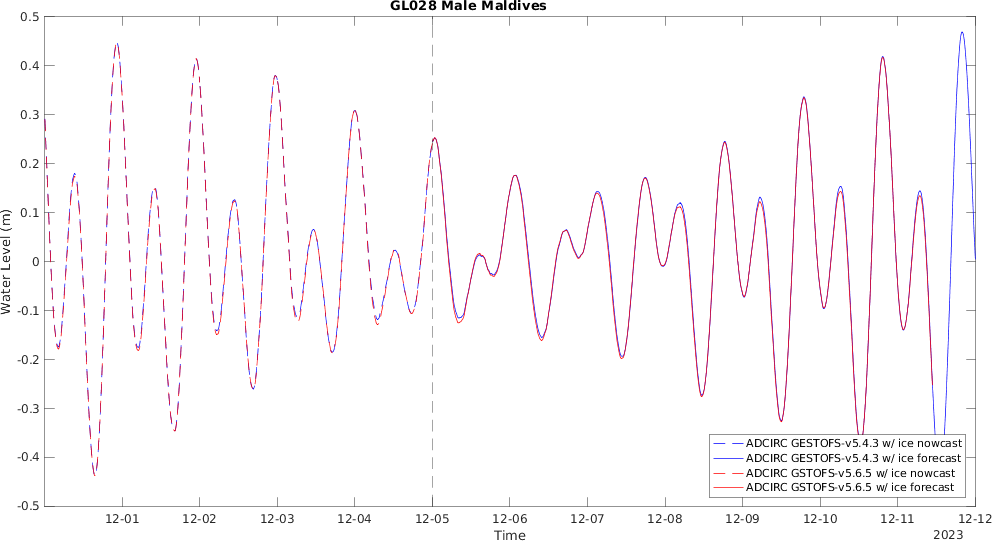 GL028 Male Maldives
0.5
0.4
0.3
0.2
0.1
0
-0.1
-0.2
-0.3
-0.4
-0.5
Water Level (m)
ADCIRC GESTOFS-v5.4.3 w/ ice nowcast
ADCIRC GESTOFS-v5.4.3 w/ ice forecast
ADCIRC GSTOFS-v5.6.5 w/ ice nowcast
ADCIRC GSTOFS-v5.6.5 w/ ice forecast
12-01 12-02 12-03 12-04 12-05 12-06 12-07 12-08 12-09 12-10 12-11 12-12
Time 2023